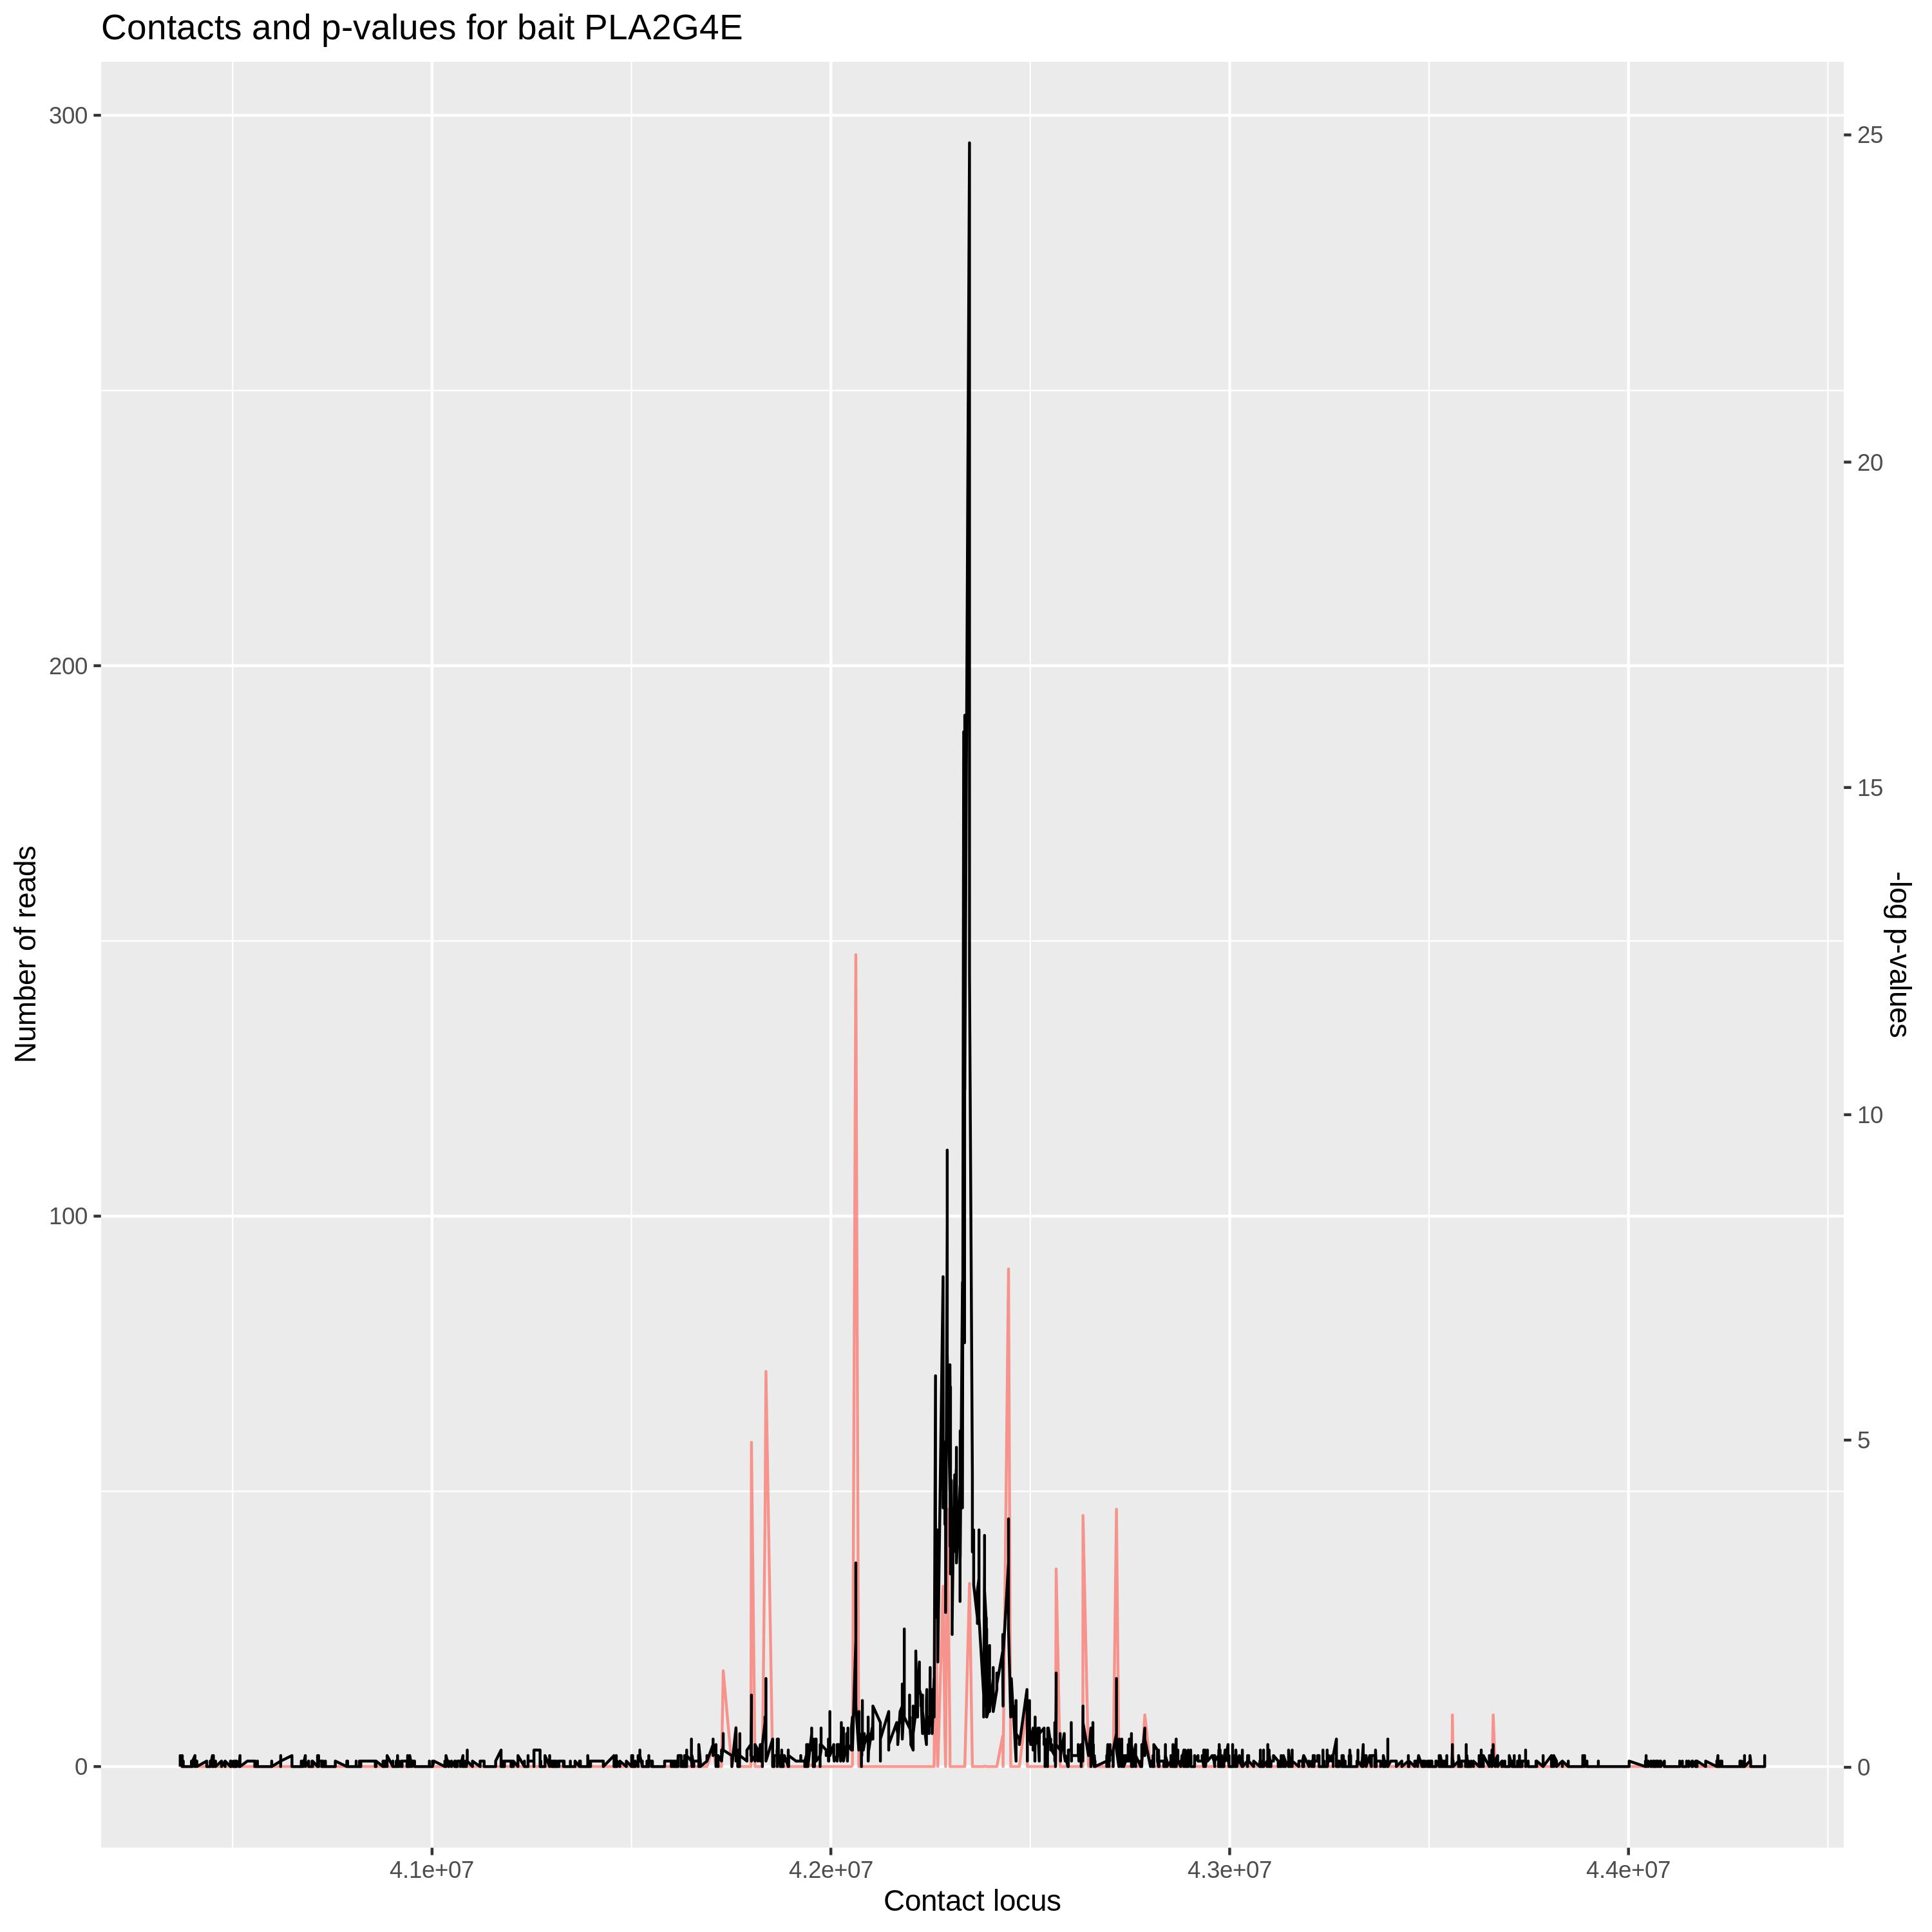 Contacts and p-values for bait PLA2G4E
300
200
100
0
Number of reads
25
20
15
10
5
0
-log p-values
4.1e+07
4.2e+07
4.3e+07
4.4e+07
Contact locus